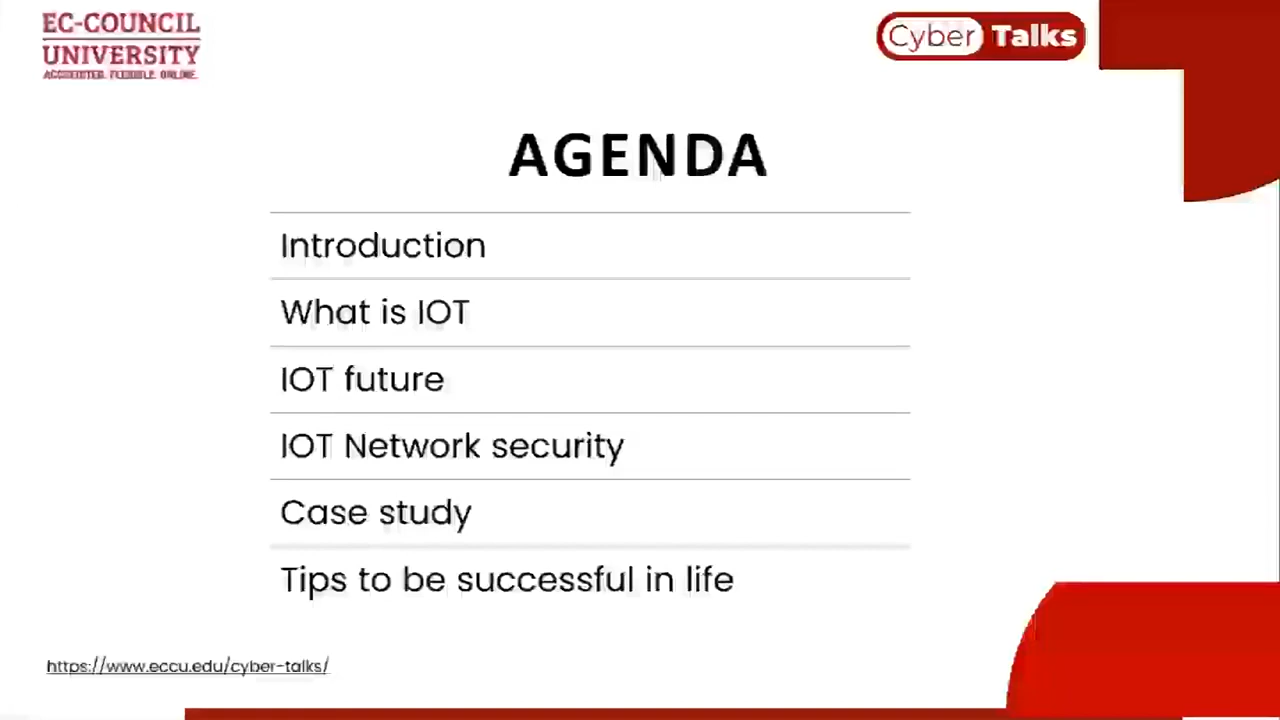 EC-COUNCIL
UNIVERSITY
ACCREDITED. FLEXIBLE. ONLINE.
Cyber Talks
AGENDA
Introduction
What is IOT
IOT future
IOT Network security
Case study
Tips to be successful in life
https://www.eccu.edu/cyber-talks/